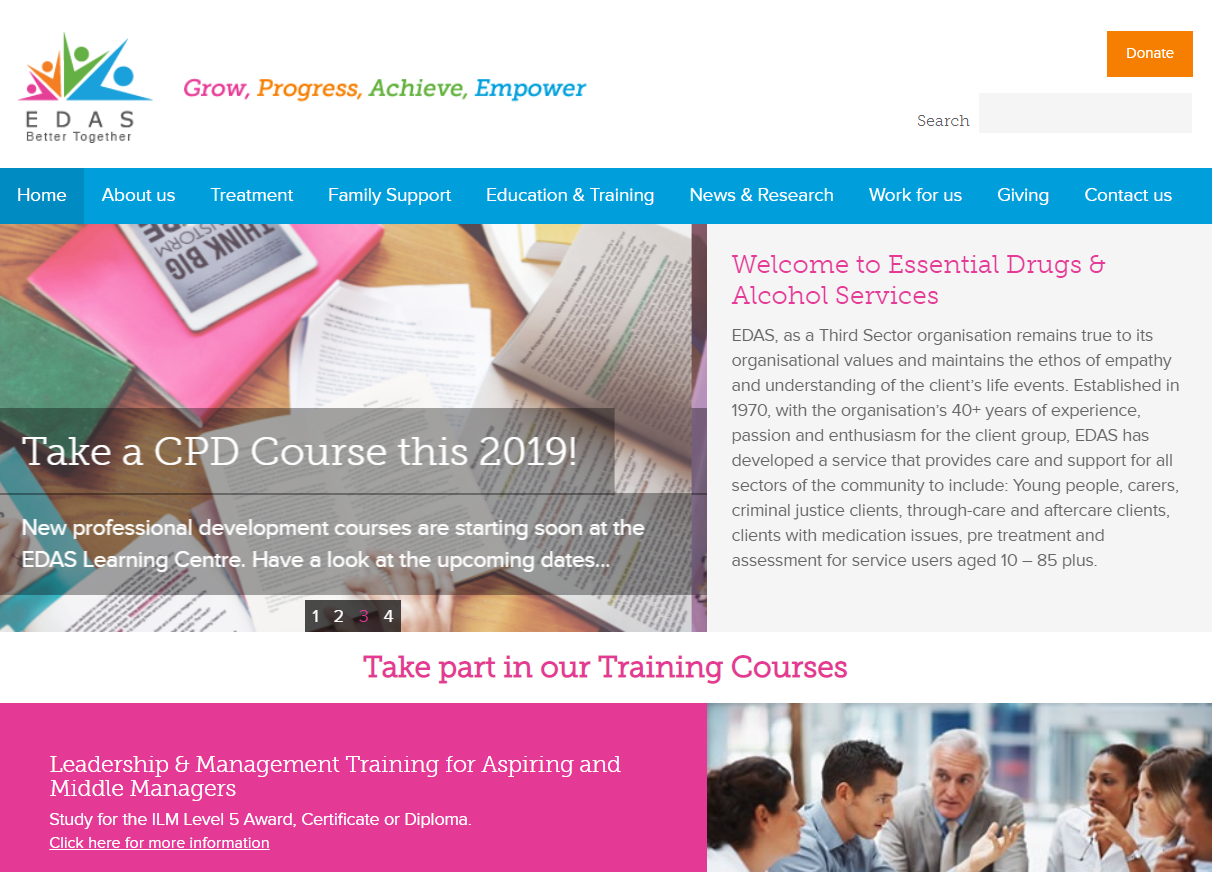 EDAS
Better Together
Grow, Progress, Achieve, Empower
Donate
Search
Home About us Treatment Family Support Education & Training News & Research Work for us Giving Contact us
THINK BIG
Take a CPD Course this 2019!
New professional development courses are starting soon at the
EDAS Learning Centre. Have a look at the upcoming dates...
1 2 3 4
Welcome to Essential Drugs &
Alcohol Services
EDAS, as a Third Sector organisation remains true to its
organisational values and maintains the ethos of empathy
and understanding of the client’s life events. Established in
1970, with the organisation’s 40+ years of experience,
passion and enthusiasm for the client group, EDAS has
developed a service that provides care and support for all
sectors of the community to include: Young people, carers,
criminal justice clients, through-care and aftercare clients,
clients with medication issues, pre treatment and
assessment for service users aged 10 – 85 plus.
Take part in our Training Courses
Leadership & Management Training for Aspiring and
Middle Managers
Study for the ILM Level 5 Award, Certificate or Diploma.
Click here for more information